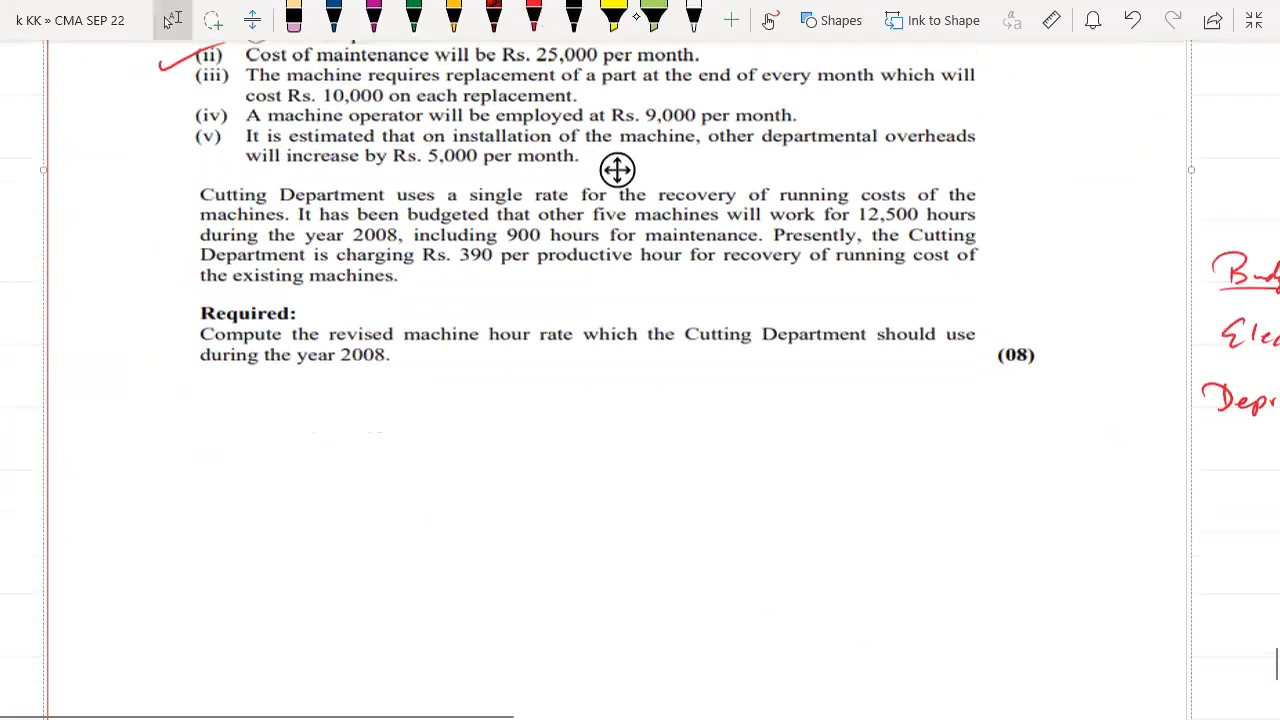 k KK » CMA SEP 22
Shapes
Ink to Shape
(ii) Cost of maintenance will be Rs. 25,000 per month.
(iii) The machine requires replacement of a part at the end of every month which will
cost Rs. 10,000 on each replacement.
(iv) A machine operator will be employed at Rs. 9,000 per month.
(v) It is estimated that on installation of the machine, other departmental overheads
will increase by Rs. 5,000 per month.
Cutting Department uses a single rate for the recovery of running costs of the
machines. It has been budgeted that other five machines will work for 12,500 hours
during the year 2008, including 900 hours for maintenance. Presently, the Cutting
Department is charging Rs. 390 per productive hour for recovery of running cost of
the existing machines.
Required:
Compute the revised machine hour rate which the Cutting Department should use
during the year 2008.
(08)
Elec
Depr